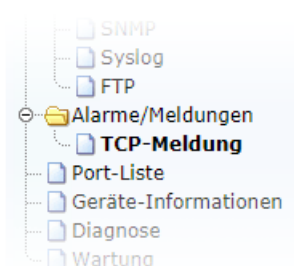 SNMP
Syslog
FTP
Alarme/Meldungen
TCP-Meldung
Port-Liste
Geräte-Informationen
Diagnose
Wartung